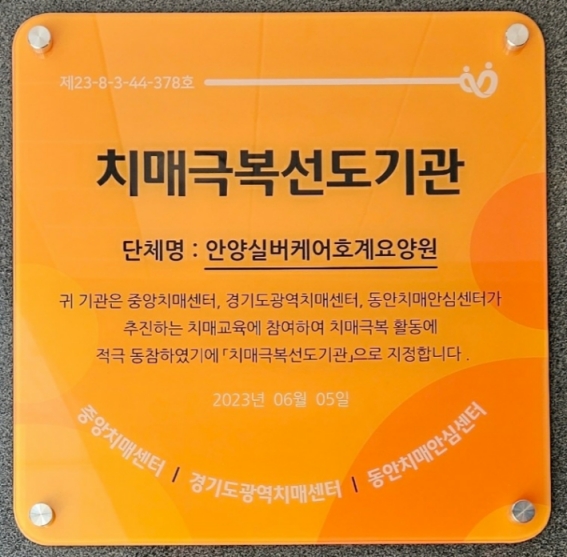 제23-8-3-44-378호
치매극복선도기관
단체명 : 안양실버케어호계요양원
귀 기관은 중앙치매센터, 경기도광역치매센터, 동안치매안심센터가
추진하는 치매교육에 참여하여 치매극복 활동에
적극 동참하였기에 「치매극복선도기관」으로 지정합니다 .
2023년 06월 05일
중앙치매센터 | 경기도광역치매센터 | 동안치매안심센터